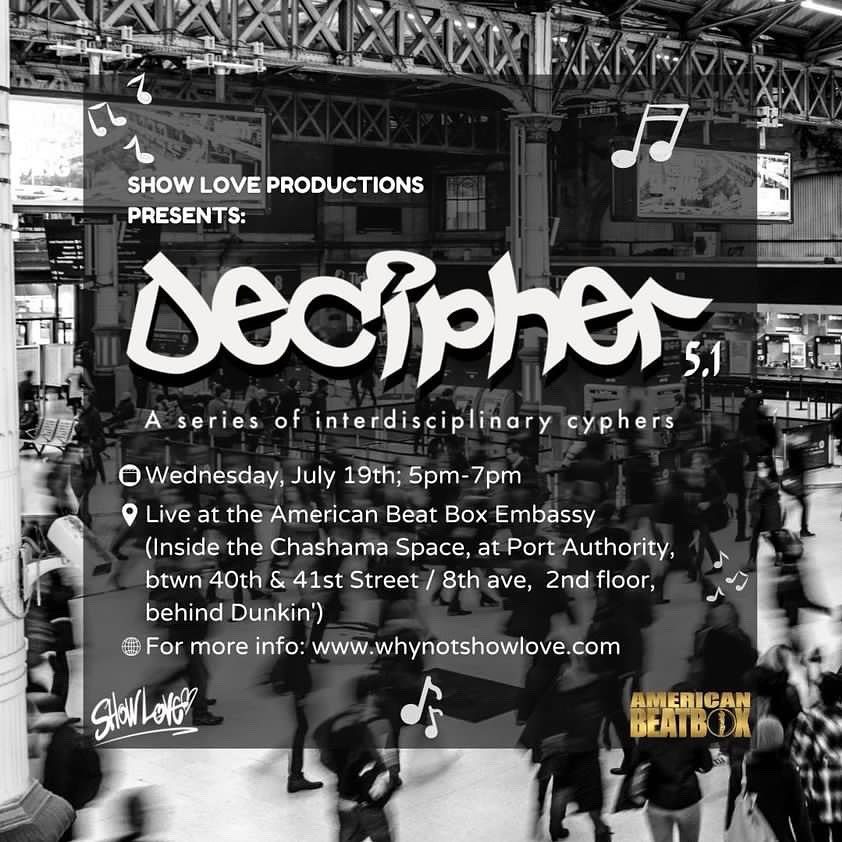 SHOW LOVE PRODUCTIONS
PRESENTS:
Decipher
5.1
A series of interdisciplinary cyphers
Wednesday, July 19th; 5pm-7pm
Live at the American Beat Box Embassy
(Inside the Chashama Space, at Port Authority,
btwn 40th & 41st Street / 8th ave, 2nd floor,
behind Dunkin')
For more info: www.whynotshowlove.com
SHOW LOVE
AMERICAN
BEATBOX